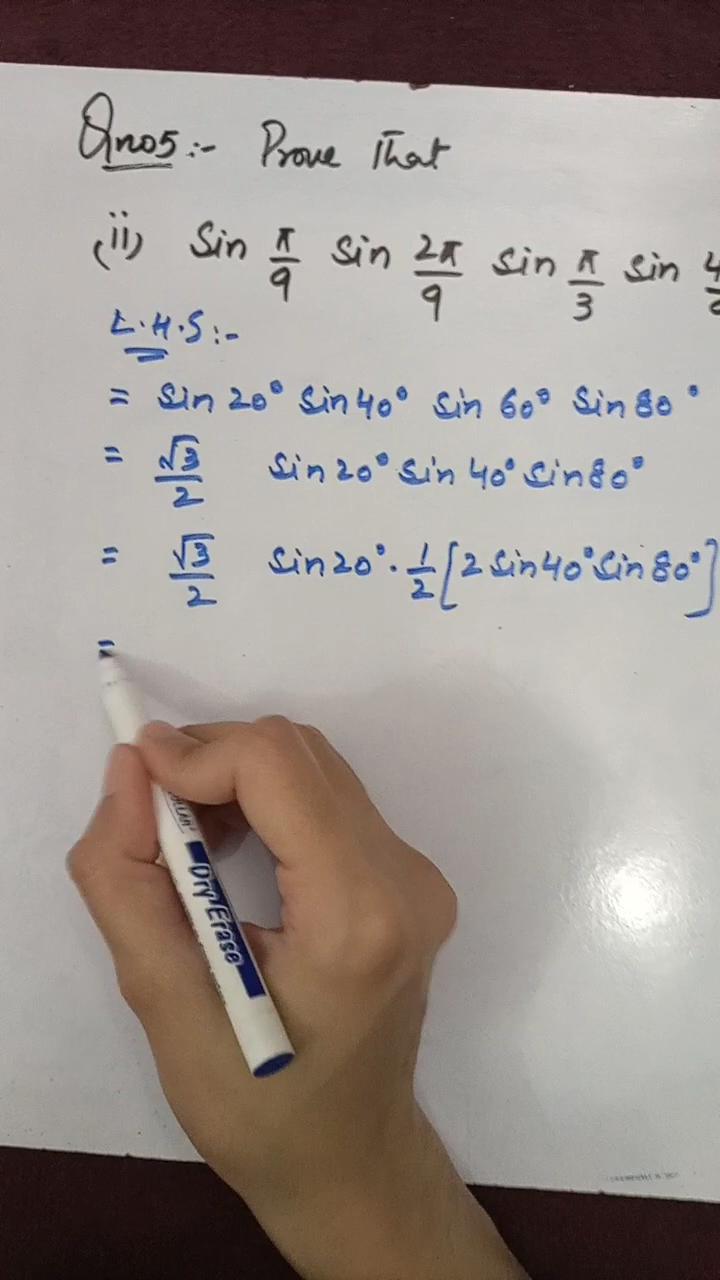 Qno5:- Prove That
(ii) Sin π/9 sin 2π/9 sin π/3 sin 4
L.H.S:-
= sin 20° sin 40° sin 60° sin 80°
= √3/2 sin 20° sin 40° sin 80°
= √3/2 sin 20° . 1/2 [2 sin 40° sin 80°]
=
Dry Erase